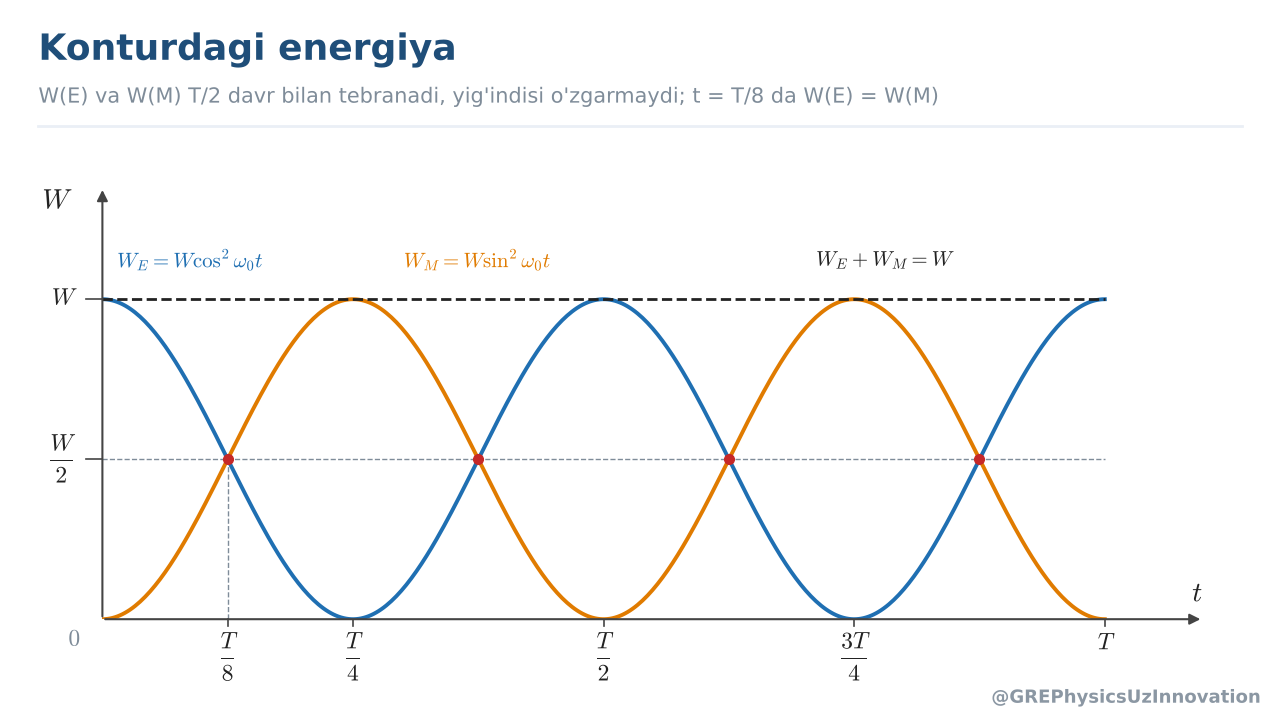 Konturdagi energiya
W(E) va W(M) T/2 davr bilan tebranadi, yig'indisi o'zgarmaydi; t = T/8 da W(E) = W(M)
W
W_E = W cos² ω₀t
W_M = W sin² ω₀t
W_E + W_M = W
W
W/2
t
0
T/8
T/4
T/2
3T/4
T
@GREPhysicsUzInnovation